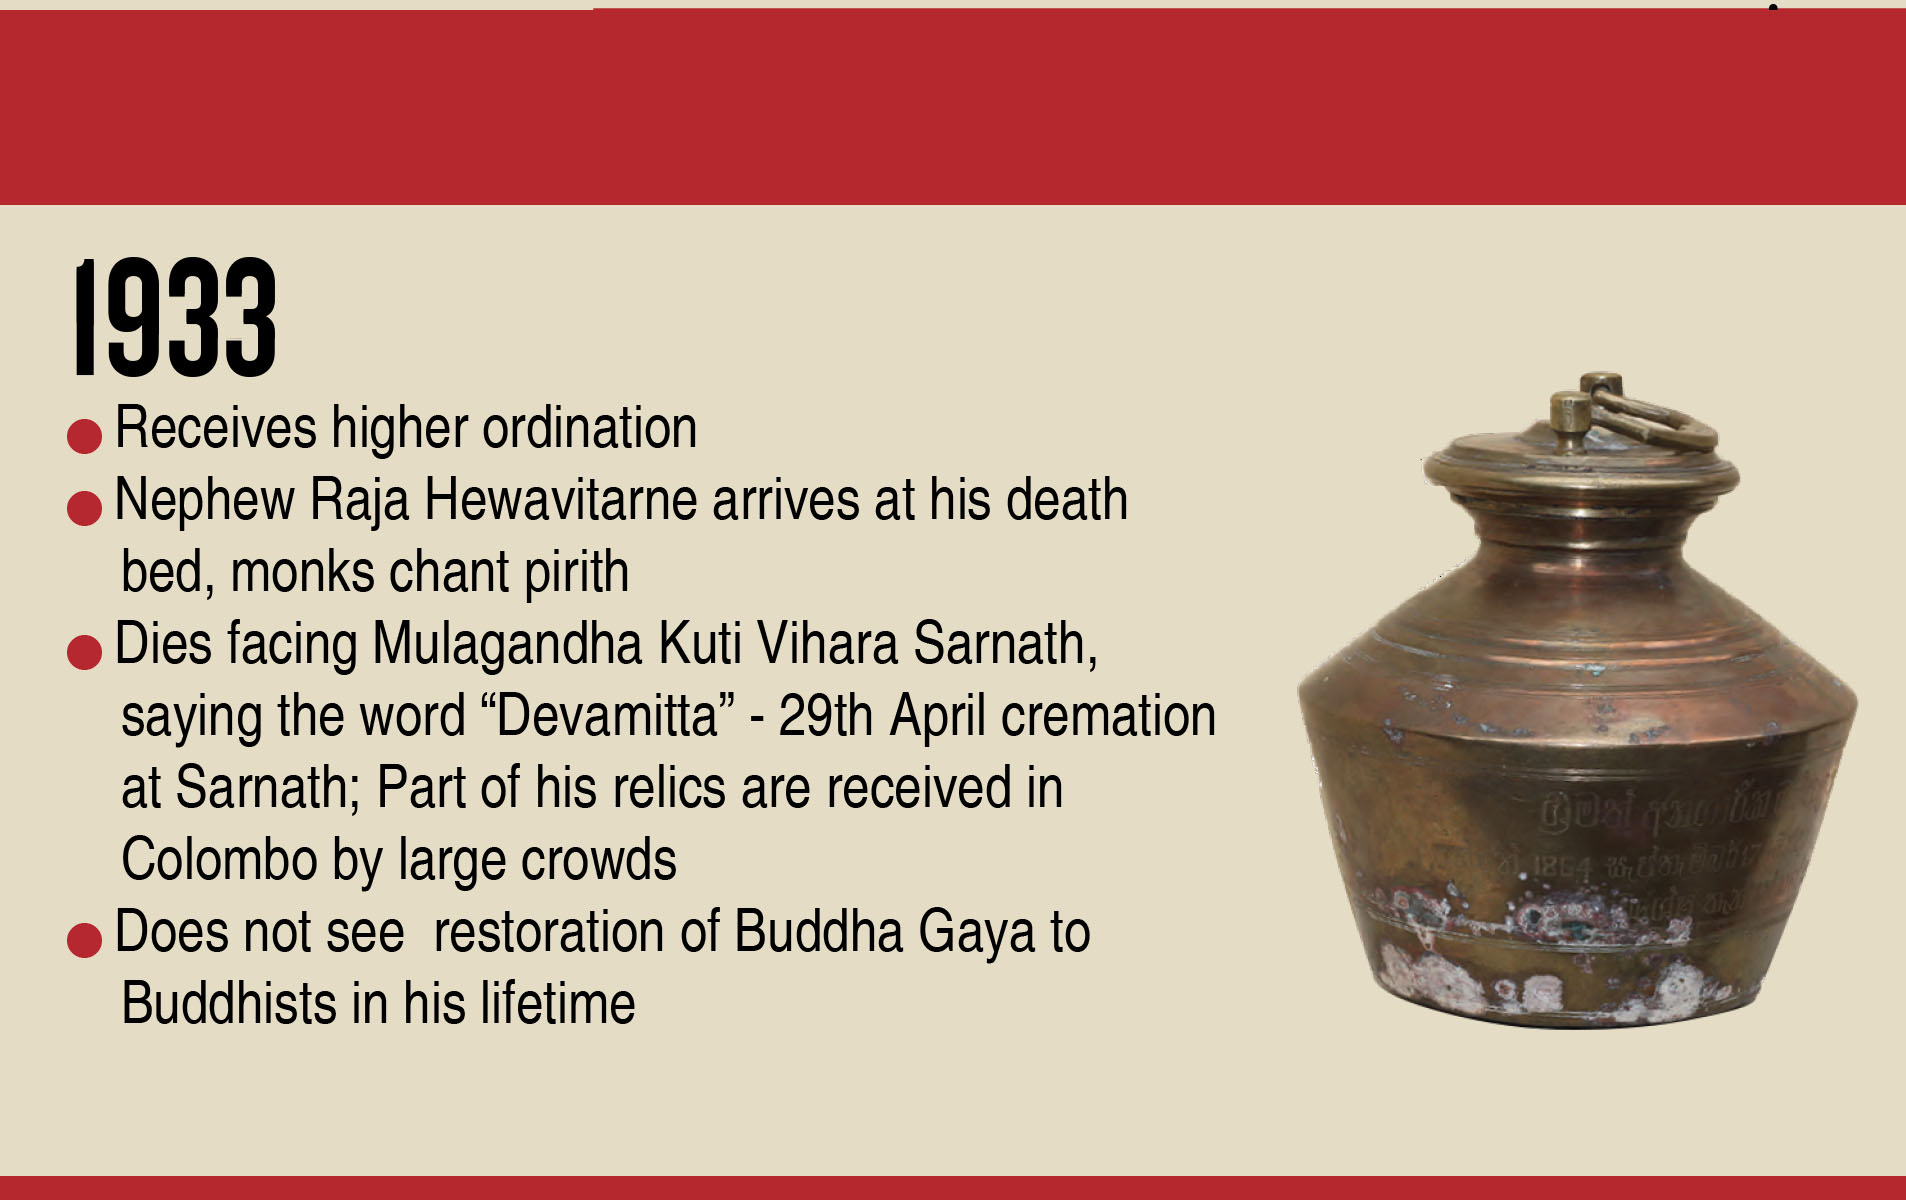 1933
Receives higher ordination
Nephew Raja Hewavitarne arrives at his death
bed, monks chant pirith
Dies facing Mulagandha Kuti Vihara Sarnath,
saying the word “Devamitta” - 29th April cremation
at Sarnath; Part of his relics are received in
Colombo by large crowds
Does not see  restoration of Buddha Gaya to
Buddhists in his lifetime
1864